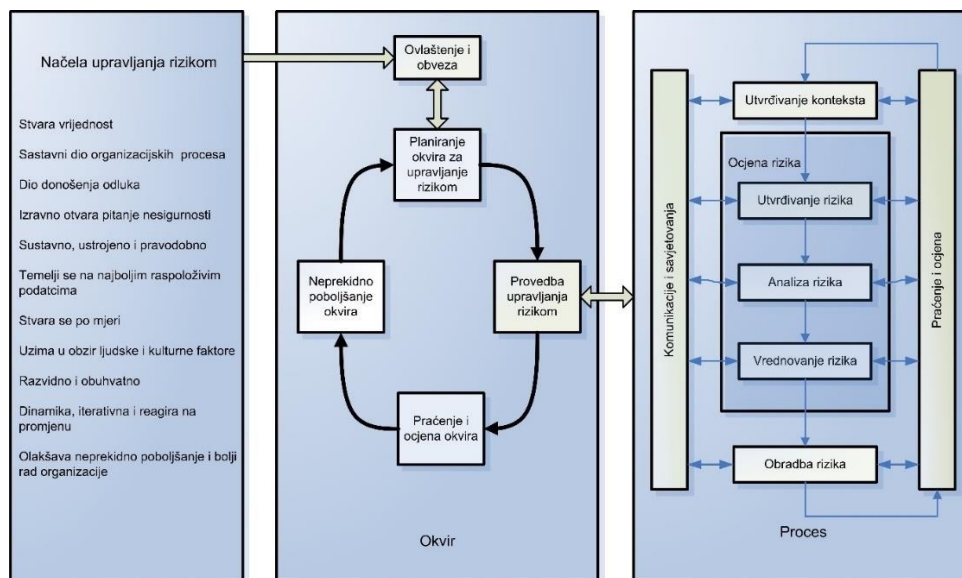 Načela upravljanja rizikom
Stvara vrijednost
Sastavni dio organizacijskih procesa
Dio donošenja odluka
Izravno otvara pitanje nesigurnosti
Sustavno, ustrojeno i pravodobno
Temelji se na najboljim raspoloživim
podatcima
Stvara se po mjeri
Uzima u obzir ljudske i kulturne faktore
Razvidno i obuhvatno
Dinamika, iterativna i reagira na
promjenu
Olakšava neprekidno poboljšanje i bolji
rad organizacije
Ovlaštenje i
obveza
Planiranje
okvira za
upravljanje
rizikom
Neprekidno
poboljšanje
okvira
Provedba
upravljanja
rizikom
Praćenje i
ocjena okvira
Okvir
Komunikacije i savjetovanja
Utvrđivanje konteksta
Ocjena rizika
Utvrđivanje rizika
Analiza rizika
Vrednovanje rizika
Obradba rizika
Praćenje i ocjena
Proces